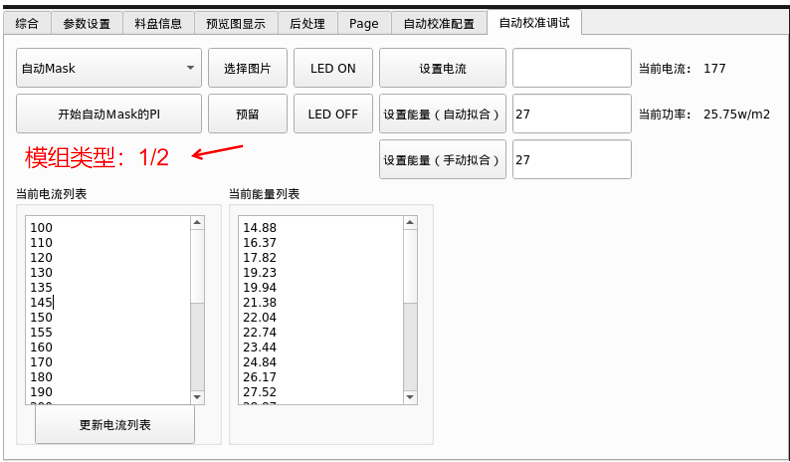 综合 参数设置 料盘信息 预览图显示 后处理 Page 自动校准配置 自动校准调试
自动Mask 选择图片 LED ON 设置电流 当前电流: 177
开始自动Mask的PI 预留 LED OFF 设置能量（自动拟合） 27 当前功率: 25.75w/m2
模组类型：1/2 设置能量（手动拟合） 27
当前电流列表 当前能量列表
100 14.88
110 16.37
120 17.82
130 19.23
135 19.94
145 21.38
150 22.04
155 22.74
160 23.44
170 24.84
180 26.17
190 27.52
更新电流列表